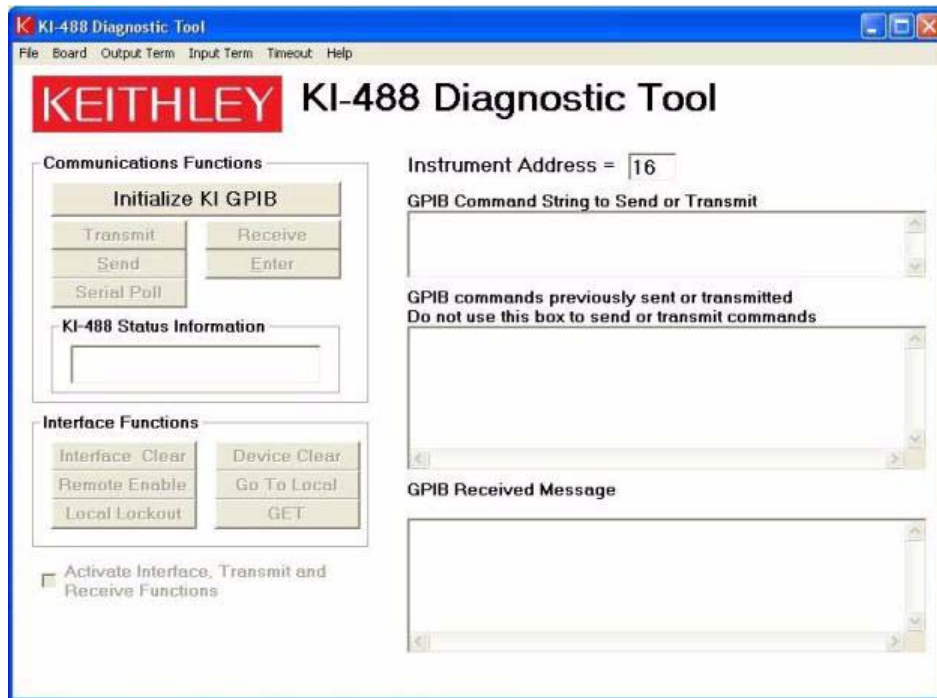 KI-488 Diagnostic Tool
File Board Output Term Input Term Timeout Help
KEITHLEY
KI-488 Diagnostic Tool
Communications Functions
Initialize KI GPIB
Transmit
Receive
Send
Enter
Serial Poll
KI-488 Status Information
Interface Functions
Interface Clear
Device Clear
Remote Enable
Go To Local
Local Lockout
GET
Activate Interface, Transmit and
Receive Functions
Instrument Address = 16
GPIB Command String to Send or Transmit
GPIB commands previously sent or transmitted
Do not use this box to send or transmit commands
GPIB Received Message